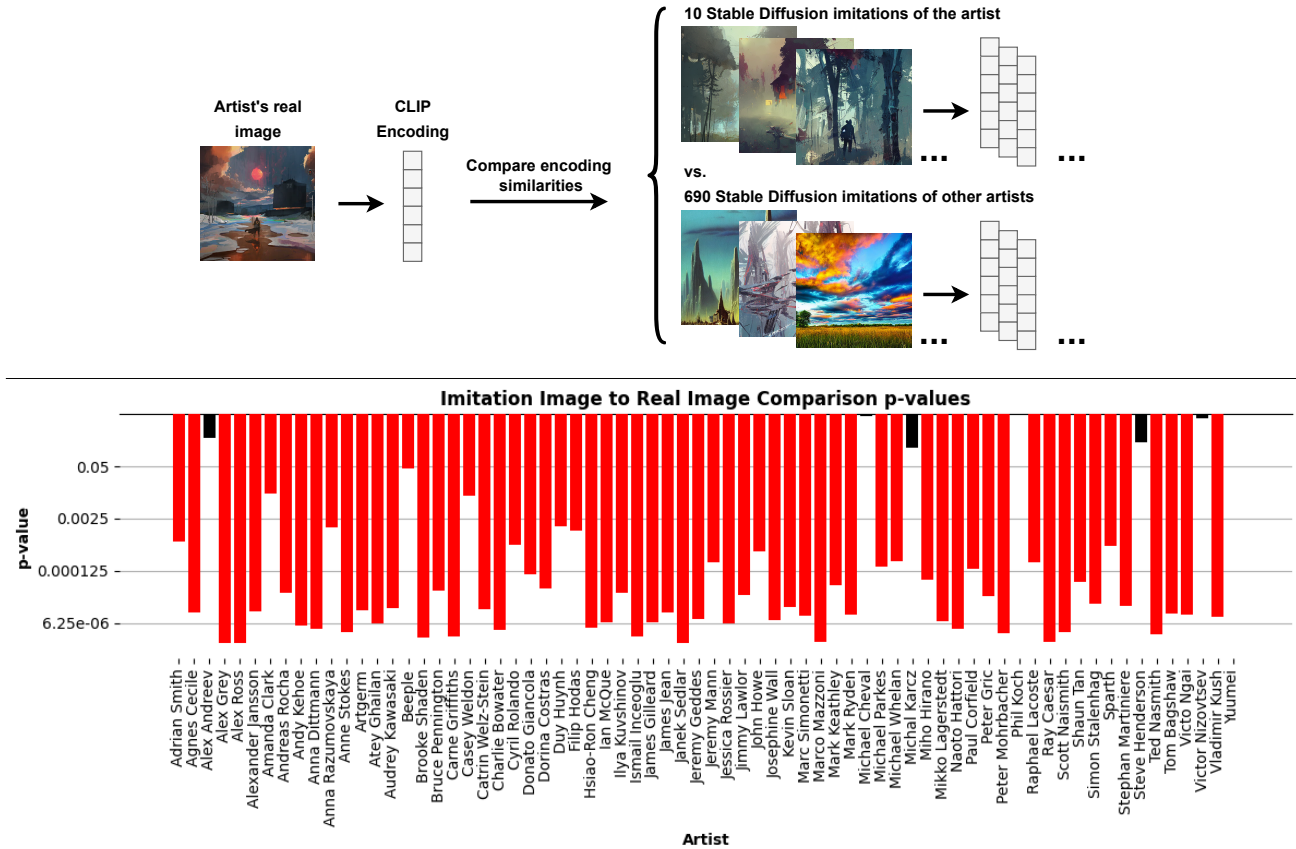 10 Stable Diffusion imitations of the artist
Artist's real
image
CLIP
Encoding
Compare encoding
similarities
...
...
vs.
690 Stable Diffusion imitations of other artists
...
...
Imitation Image to Real Image Comparison p-values
0.05
0.0025
0.000125
6.25e-06
p-value
Adrian Smith
Agnes Cecile
Alex Andreev
Alex Grey
Alex Ross
Alexander Jansson
Amanda Clark
Andreas Rocha
Andy Kehoe
Anna Dittmann
Anna Razumovskaya
Anne Stokes
Artgerm
Atey Ghailan
Audrey Kawasaki
Beeple
Brooke Shaden
Bruce Pennington
Carne Griffiths
Casey Weldon
Catrin Welz-Stein
Charlie Bowater
Cyril Rolando
Donato Giancola
Dorina Costras
Duy Huynh
Filip Hodas
Hsiao-Ron Cheng
Ian McQue
Ilya Kuvshinov
Ismail Inceoglu
James Gilleard
James Jean
Janek Sedlar
Jeremy Geddes
Jeremy Mann
Jessica Rossier
Jimmy Lawlor
John Howe
Josephine Wall
Kevin Sloan
Marc Simonetti
Marco Mazzoni
Mark Keathley
Mark Ryden
Michael Cheval
Michael Parkes
Michael Whelan
Michal Karcz
Miho Hirano
Mikko Lagerstedt
Naoto Hattori
Paul Corfield
Peter Gric
Peter Mohrbacher
Phil Koch
Raphael Lacoste
Ray Caesar
Scott Naismith
Shaun Tan
Simon Stalenhag
Sparth
Stephan Martiniere
Steve Henderson
Ted Nasmith
Tom Bagshaw
Victo Ngai
Victor Nizovtsev
Vladimir Kush
Yuumei
Artist